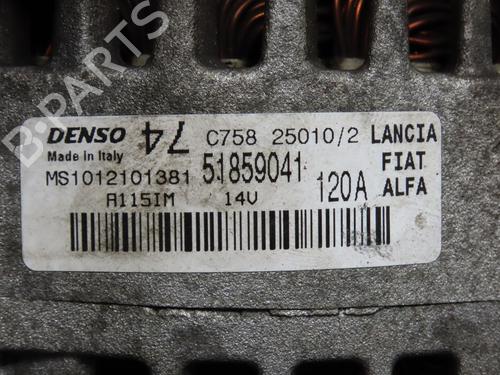 B-PARTS
DENSO 74 C758 25010/2 LANCIA
Made in Italy FIAT
MS1012101381 51859041 120A ALFA
A115IM 14V